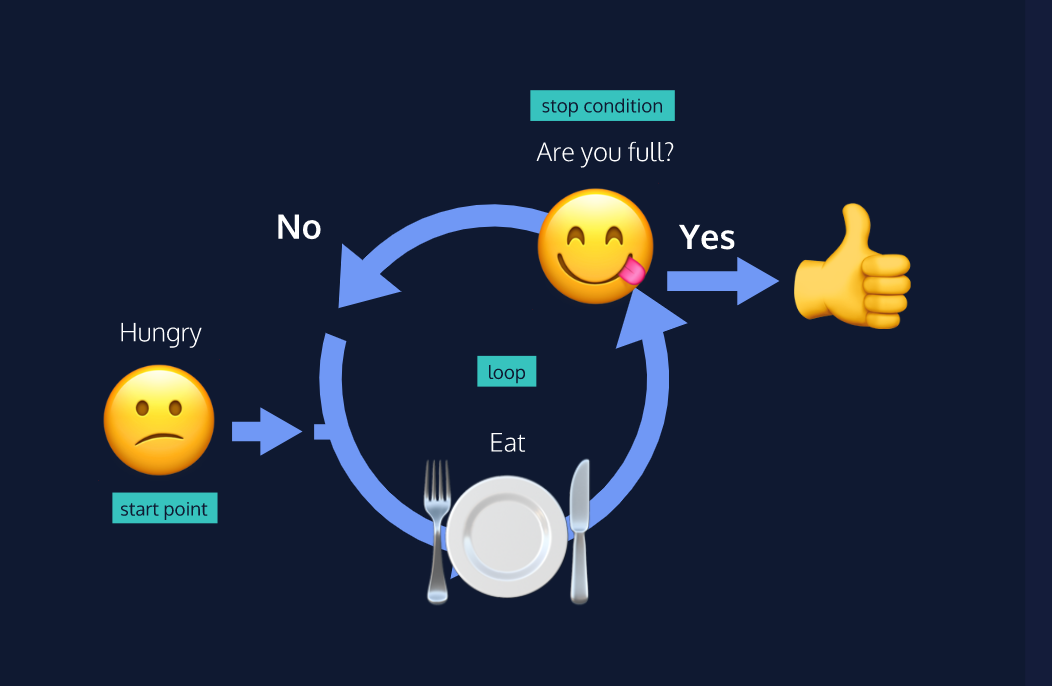 stop condition
Are you full?
No
Yes
Hungry
loop
Eat
start point